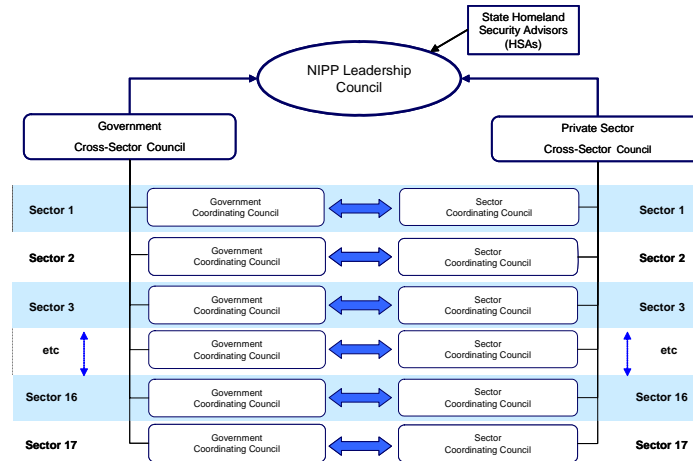 State Homeland
Security Advisors
(HSAs)
NIPP Leadership
Council
Government
Cross-Sector Council
Private Sector
Cross-Sector Council
Sector 1
Government
Coordinating Council
Sector
Coordinating Council
Sector 1
Sector 2
Government
Coordinating Council
Sector
Coordinating Council
Sector 2
Sector 3
Government
Coordinating Council
Sector
Coordinating Council
Sector 3
etc
Government
Coordinating Council
Sector
Coordinating Council
etc
Sector 16
Government
Coordinating Council
Sector
Coordinating Council
Sector 16
Sector 17
Government
Coordinating Council
Sector
Coordinating Council
Sector 17